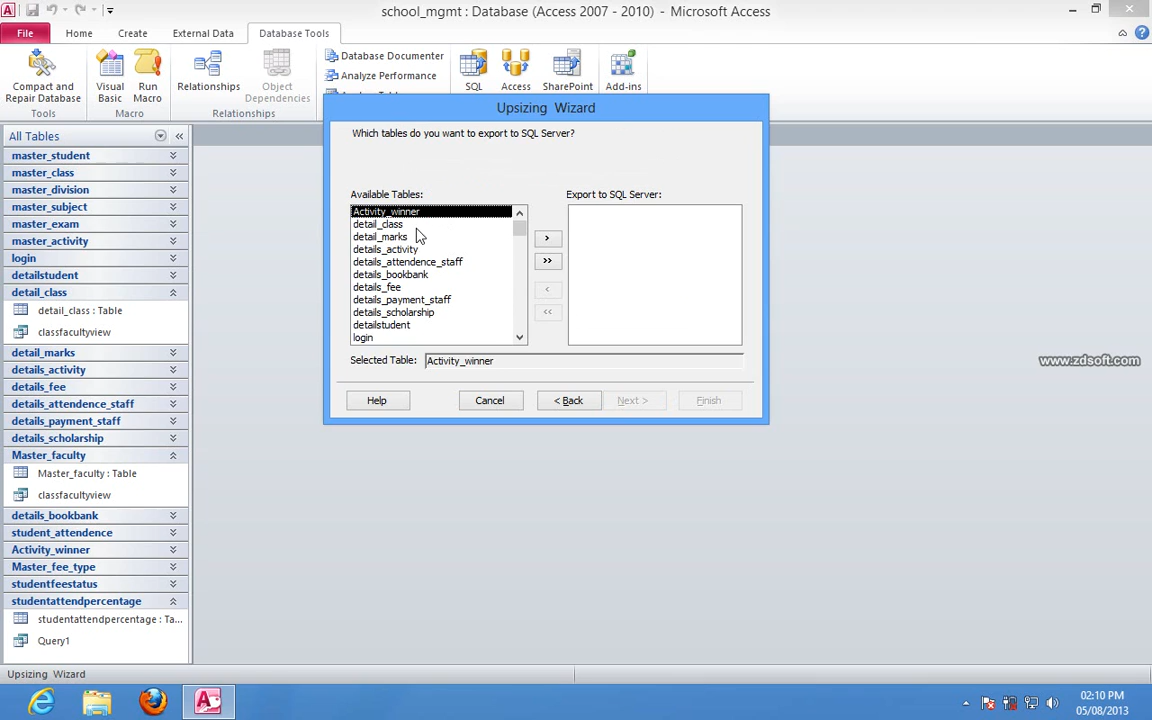 school_mgmt : Database (Access 2007 - 2010) - Microsoft Access
File Home Create External Data Database Tools
Compact and Repair Database
Tools
Visual Basic
Run Macro
Macro
Relationships
Object Dependencies
Relationships
Database Documenter
Analyze Performance
SQL
Access
SharePoint
Add-ins
All Tables
master_student
master_class
master_division
master_subject
master_exam
master_activity
login
detailstudent
detail_class
detail_class : Table
classfacultyview
detail_marks
details_activity
details_fee
details_attendence_staff
details_payment_staff
details_scholarship
Master_faculty
Master_faculty : Table
classfacultyview
details_bookbank
student_attendence
Activity_winner
Master_fee_type
studentfeestatus
studentattendpercentage
studentattendpercentage : Ta...
Query1
Upsizing Wizard
Which tables do you want to export to SQL Server?
Available Tables:
Activity_winner
detail_class
detail_marks
details_activity
details_attendence_staff
details_bookbank
details_fee
details_payment_staff
details_scholarship
detailstudent
login
>
>>
<
<<
Export to SQL Server:
Selected Table: Activity_winner
Help Cancel < Back Next > Finish
www.zdsoft.com
Upsizing Wizard
02:10 PM
05/08/2013